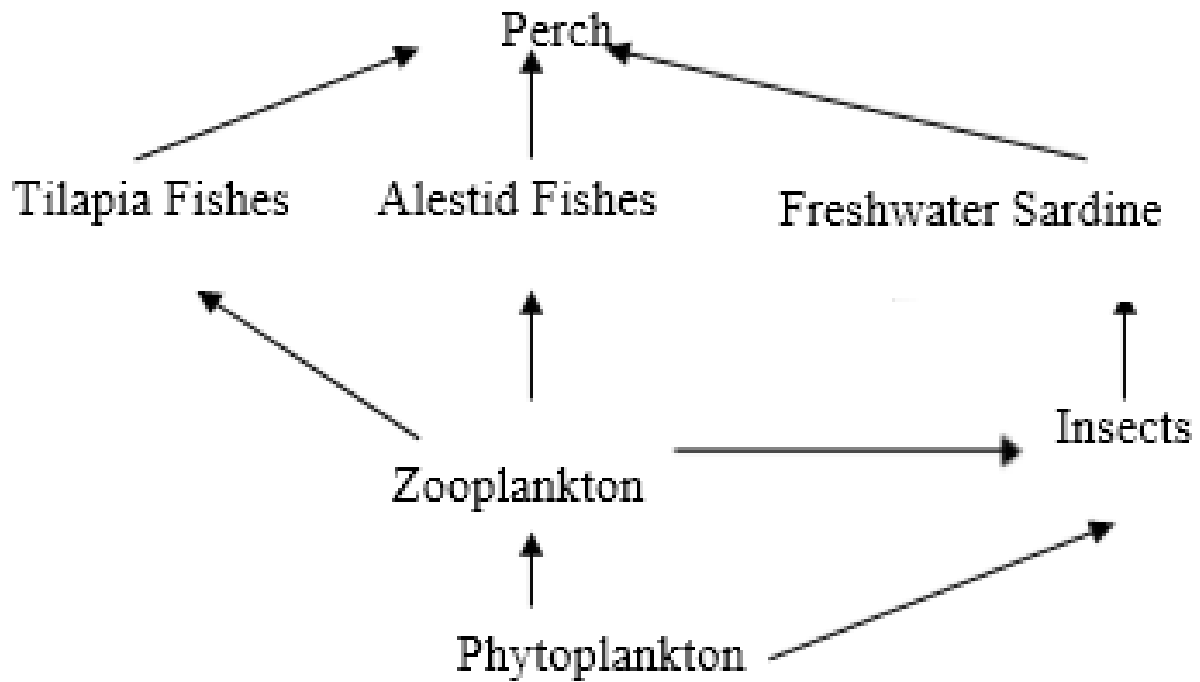 Perch
Tilapia Fishes
Alestid Fishes
Freshwater Sardine
Insects
Zooplankton
Phytoplankton